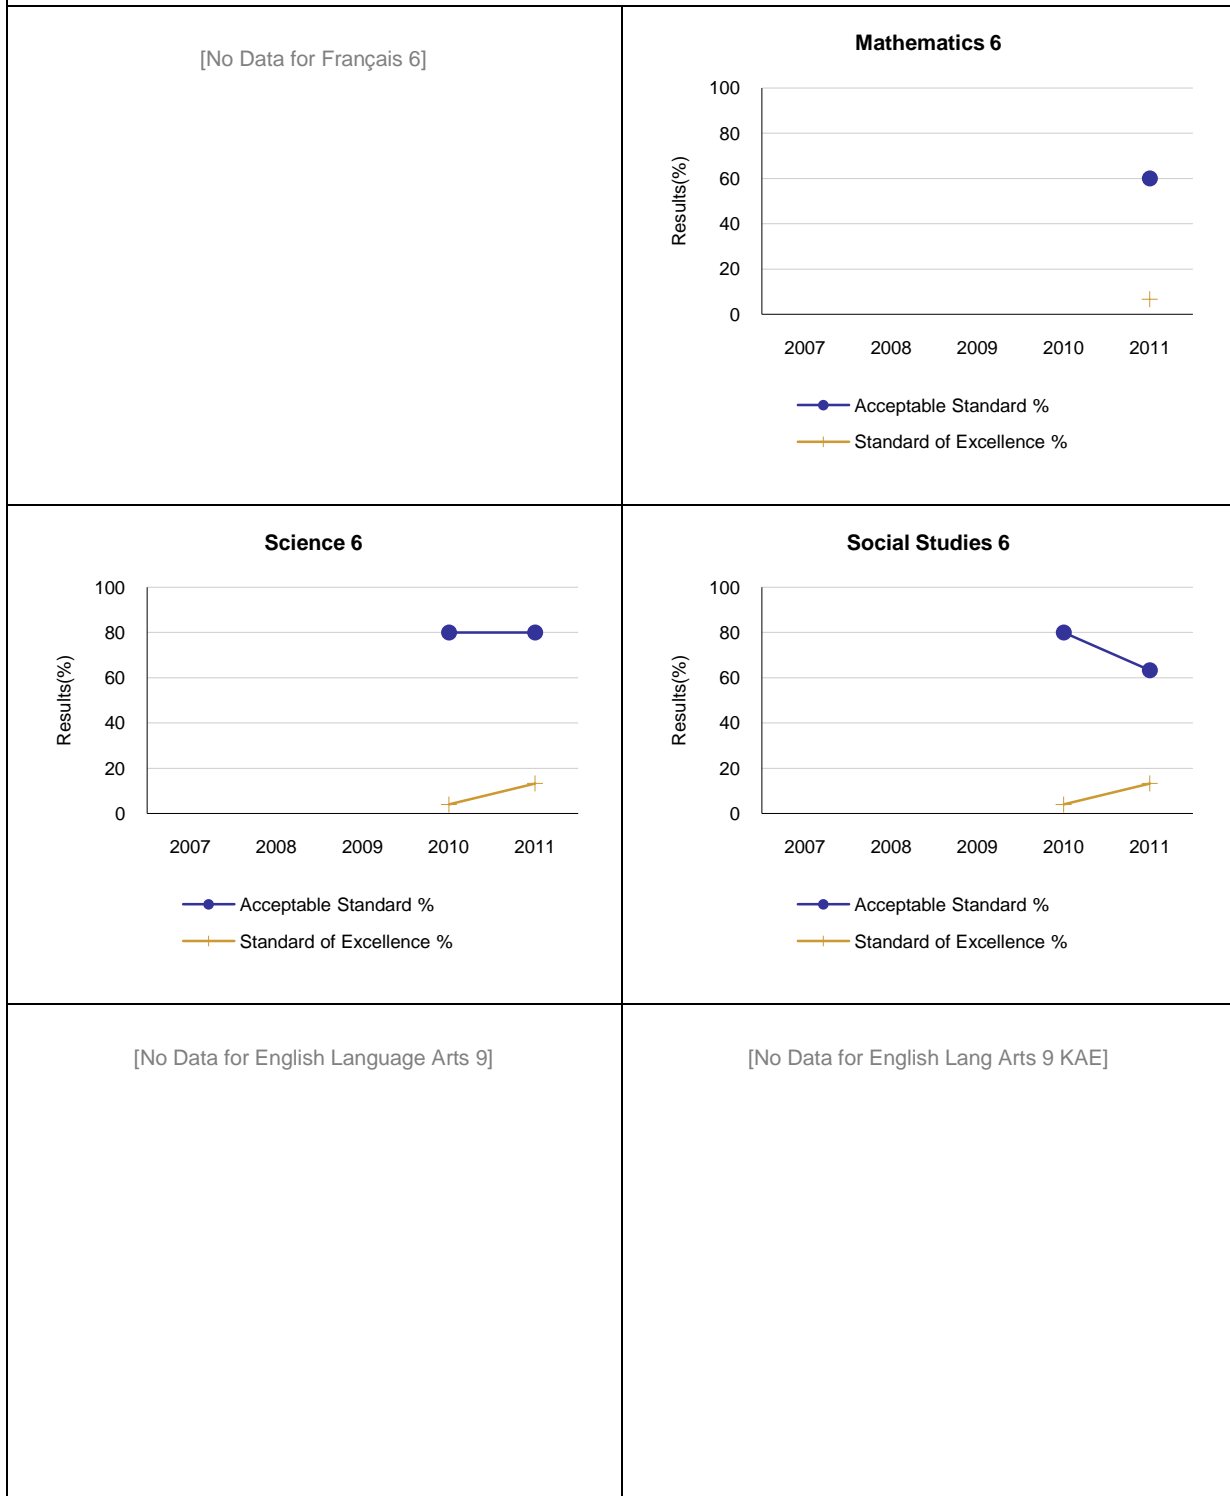 [No Data for Français 6]
Mathematics 6
100
80
60
40
20
0
Results(%)
2007 2008 2009 2010 2011
Acceptable Standard %
Standard of Excellence %
Science 6
100
80
60
40
20
0
Results(%)
2007 2008 2009 2010 2011
Acceptable Standard %
Standard of Excellence %
Social Studies 6
100
80
60
40
20
0
Results(%)
2007 2008 2009 2010 2011
Acceptable Standard %
Standard of Excellence %
[No Data for English Language Arts 9]
[No Data for English Lang Arts 9 KAE]